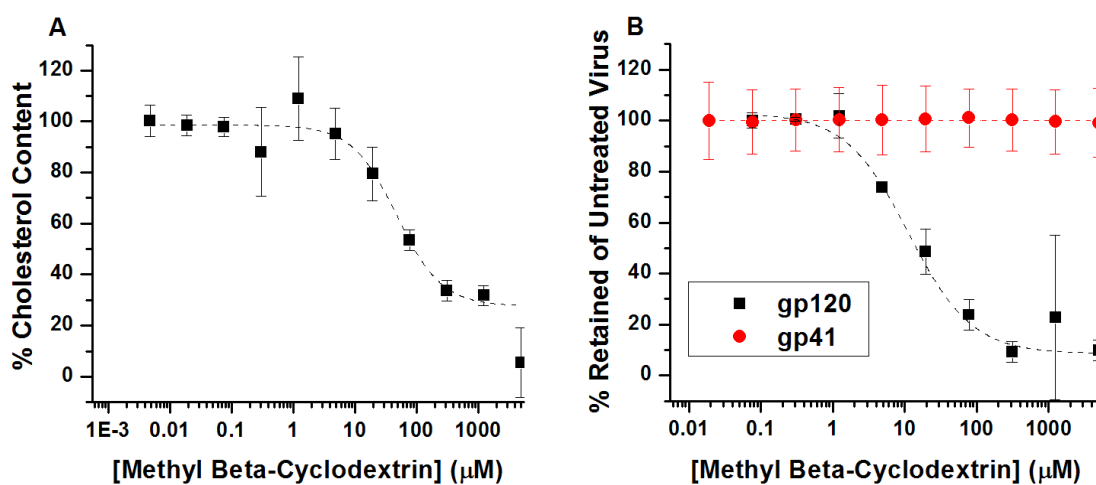 A
% Cholesterol Content
120
100
80
60
40
20
0
1E-3 0.01 0.1 1 10 100 1000
[Methyl Beta-Cyclodextrin] (μM)
B
% Retained of Untreated Virus
120
100
80
60
40
20
0
gp120
gp41
0.01 0.1 1 10 100 1000
[Methyl Beta-Cyclodextrin] (μM)